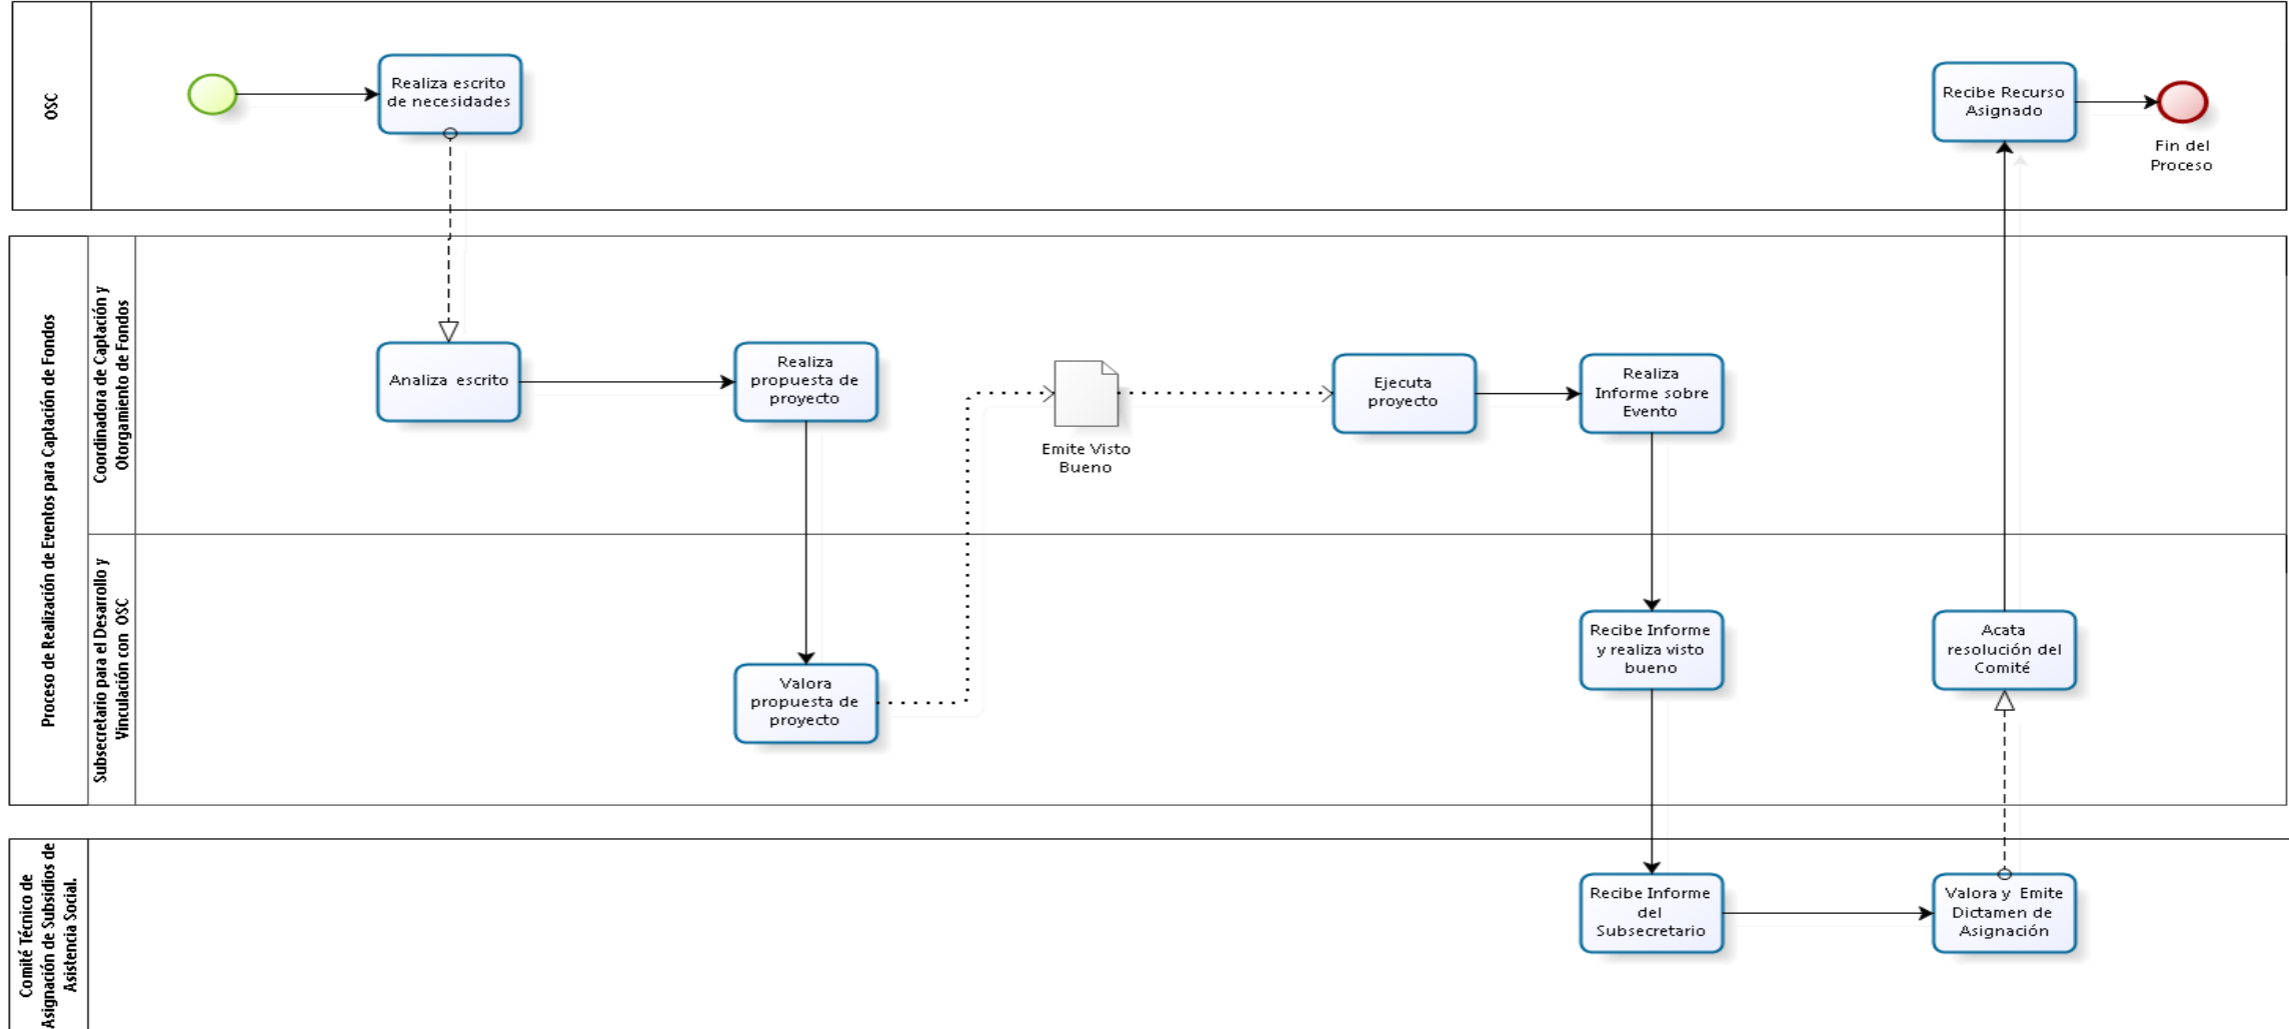 OSC
Realiza escrito
de necesidades
Recibe Recurso
Asignado
Fin del
Proceso
Proceso de Realización de Eventos para Captación de Fondos
Coordinadora de Captación y
Otorgamiento de Fondos
Analiza escrito
Realiza
propuesta de
proyecto
Emite Visto
Bueno
Ejecuta
proyecto
Realiza
Informe sobre
Evento
Subsecretario para el Desarrollo y
Vinculación con OSC
Valora
propuesta de
proyecto
Recibe Informe
y realiza visto
bueno
Acata
resolución del
Comité
Comité Técnico de
Asignación de Subsidios de
Asistencia Social.
Recibe Informe
del
Subsecretario
Valora y Emite
Dictamen de
Asignación